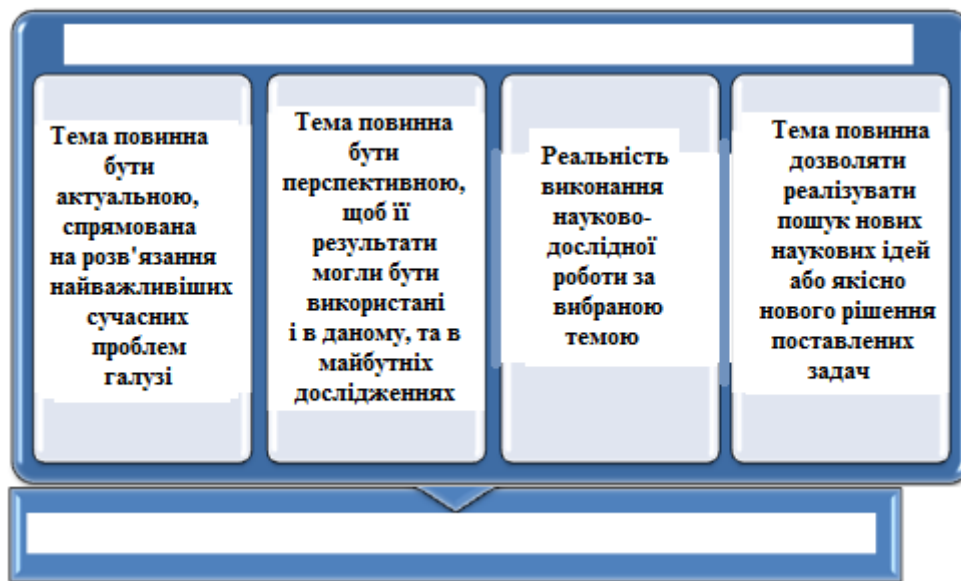 Тема повинна
бути
актуальною,
спрямована
на розв'язання
найважливіших
сучасних
проблем
галузі
Тема повинна
бути
перспективною,
щоб її
результати
могли бути
використані
і в даному, та в
майбутніх
дослідженнях
Реальність
виконання
науково-
дослідної
роботи за
вибраною
темою
Тема повинна
дозволяти
реалізувати
пошук нових
наукових ідей
або якісно
нового рішення
поставлених
задач